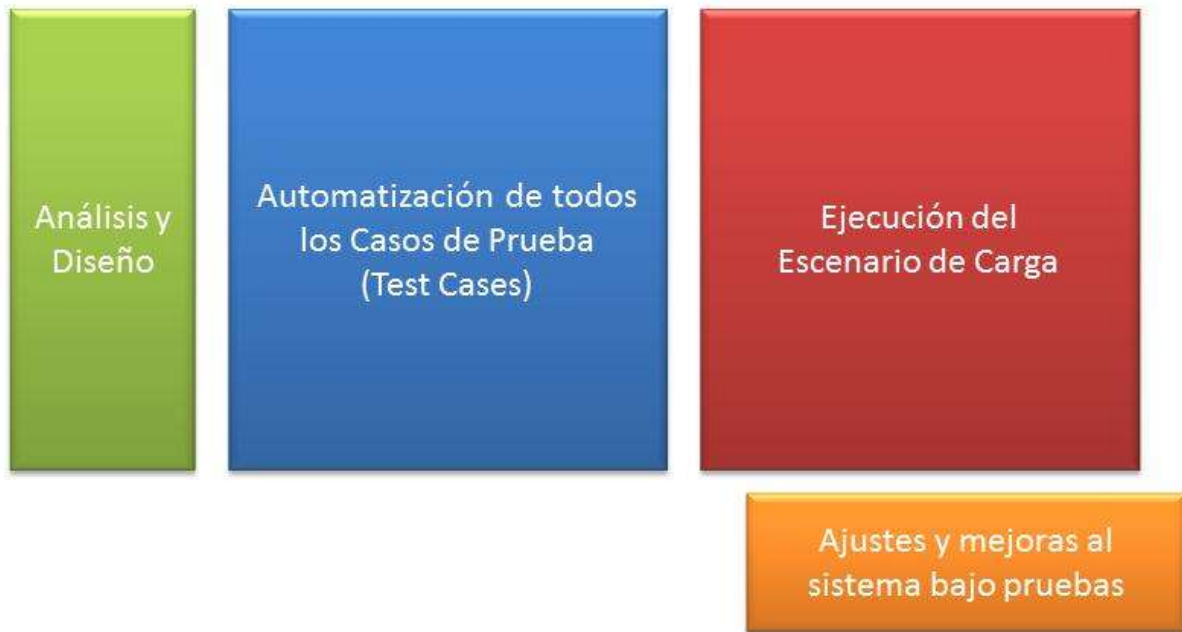 Análisis y
Diseño
Automatización de todos
los Casos de Prueba
(Test Cases)
Ejecución del
Escenario de Carga
Ajustes y mejoras al
sistema bajo pruebas